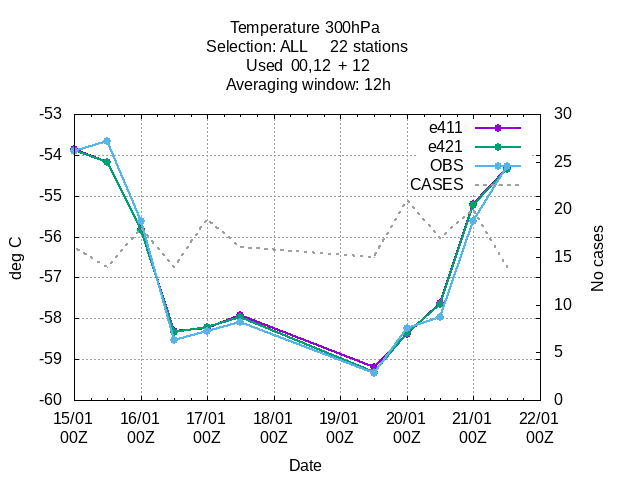 Temperature 300hPa
Selection: ALL 22 stations
Used 00,12 + 12
Averaging window: 12h
-53 30
e411
e421
-54 25
OBS
CASES
-55 20
-56
deg C 15 No cases
-57
10
-58
-59 5
-60 0
15/01 16/01 17/01 18/01 19/01 20/01 21/01 22/01
00Z 00Z 00Z 00Z 00Z 00Z 00Z 00Z
Date